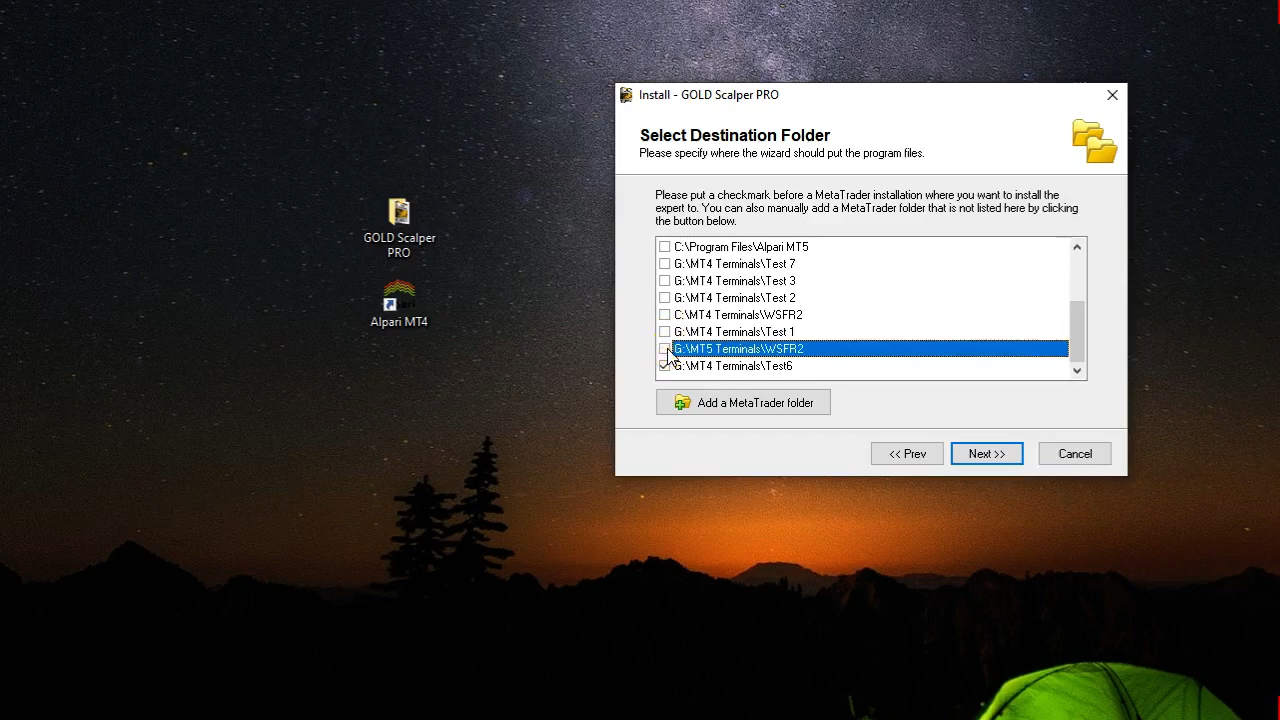 GOLD Scalper
PRO
Alpari MT4
Install - GOLD Scalper PRO
Select Destination Folder
Please specify where the wizard should put the program files.
Please put a checkmark before a MetaTrader installation where you want to install the
expert to. You can also manually add a MetaTrader folder that is not listed here by clicking
the button below.
C:\Program Files\Alpari MT5
G:\MT4 Terminals\Test 7
G:\MT4 Terminals\Test 3
G:\MT4 Terminals\Test 2
C:\MT4 Terminals\WSFR2
G:\MT4 Terminals\Test 1
G:\MT5 Terminals\WSFR2
G:\MT4 Terminals\Test6
Add a MetaTrader folder
<< Prev
Next >>
Cancel